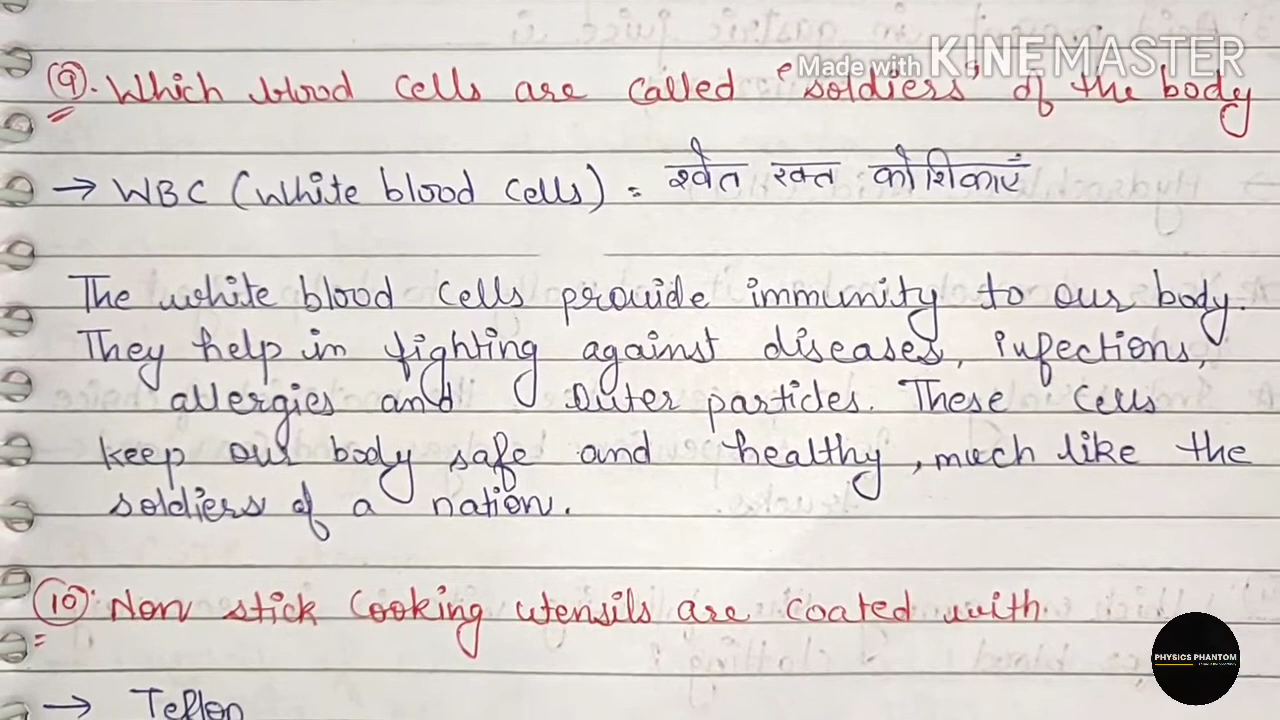 Made with KINEMASTER
(9). Which blood cells are called "soldiers" of the body
→ WBC (White blood cells) = श्वेत रक्त कोशिकाएँ
The white blood cells provide immunity to our body.
They help in fighting against diseases, infections,
allergies and outer particles. These cells
keep our body safe and healthy, much like the
soldiers of a nation.
(10). Non stick cooking utensils are coated with.
PHYSICS PHANTOM
→ Teflon